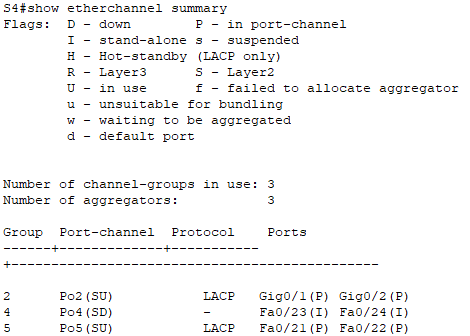 S4#show etherchannel summary
Flags:  D - down        P - in port-channel
        I - stand-alone s - suspended
        H - Hot-standby (LACP only)
        R - Layer3      S - Layer2
        U - in use      f - failed to allocate aggregator
        u - unsuitable for bundling
        w - waiting to be aggregated
        d - default port
Number of channel-groups in use: 3
Number of aggregators:           3
Group  Port-channel  Protocol    Ports
------+-------------+-----------
+---------------------------------------------
2      Po2(SU)           LACP   Gig0/1(P) Gig0/2(P)
4      Po4(SD)           -      Fa0/23(I) Fa0/24(I)
5      Po5(SU)           LACP   Fa0/21(P) Fa0/22(P)